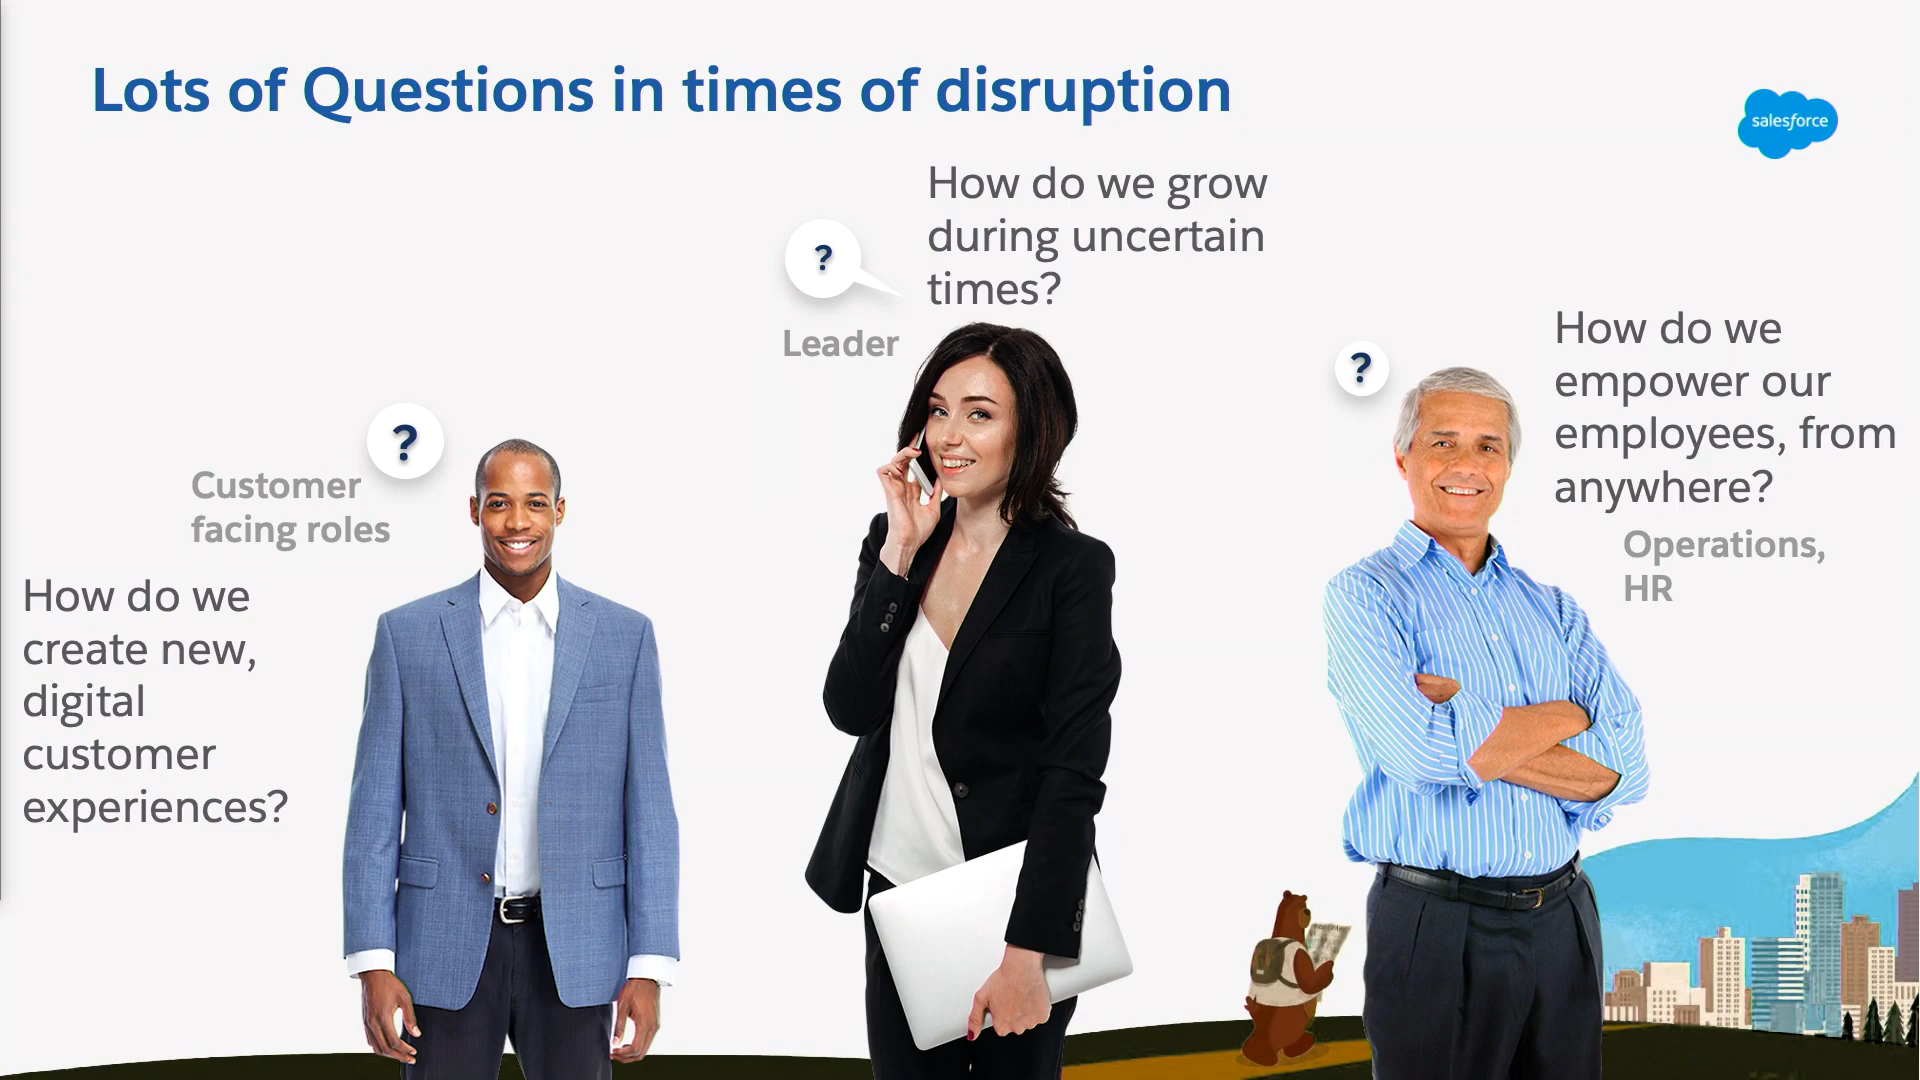 Lots of Questions in times of disruption
salesforce
How do we grow
during uncertain
times?
?
Leader
How do we
empower our
employees, from
anywhere?
?
Operations,
HR
?
Customer
facing roles
How do we
create new,
digital
customer
experiences?